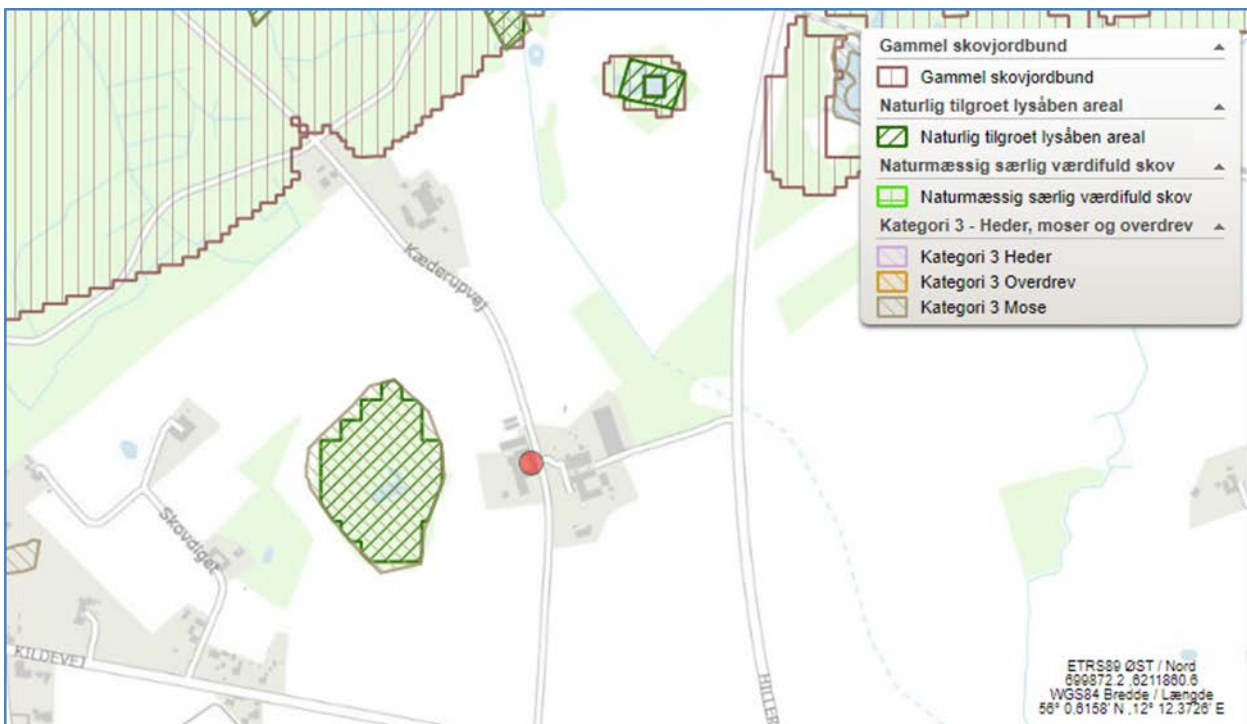 Gammel skovjordbund
Gammel skovjordbund
Naturlig tilgroet lysåben areal
Naturlig tilgroet lysåben areal
Naturmæssig særlig værdifuld skov
Naturmæssig særlig værdifuld skov
Kategori 3 - Heder, moser og overdrev
Kategori 3 Heder
Kategori 3 Overdrev
Kategori 3 Mose
Kæderupvej
Skovdiget
KILDEVEJ
HILLER
ETRS89 ØST / Nord
699872.2 ,6211860.6
WGS84 Bredde / Længde
56° 0.6158' N ,12° 12.3726' E